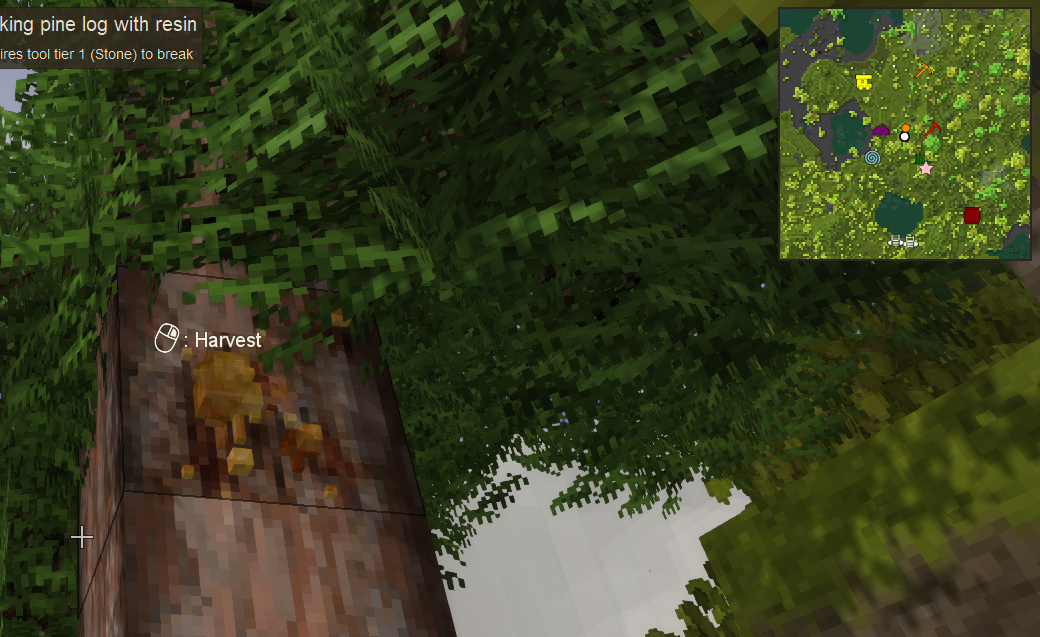 king pine log with resin
ires tool tier 1 (Stone) to break
: Harvest